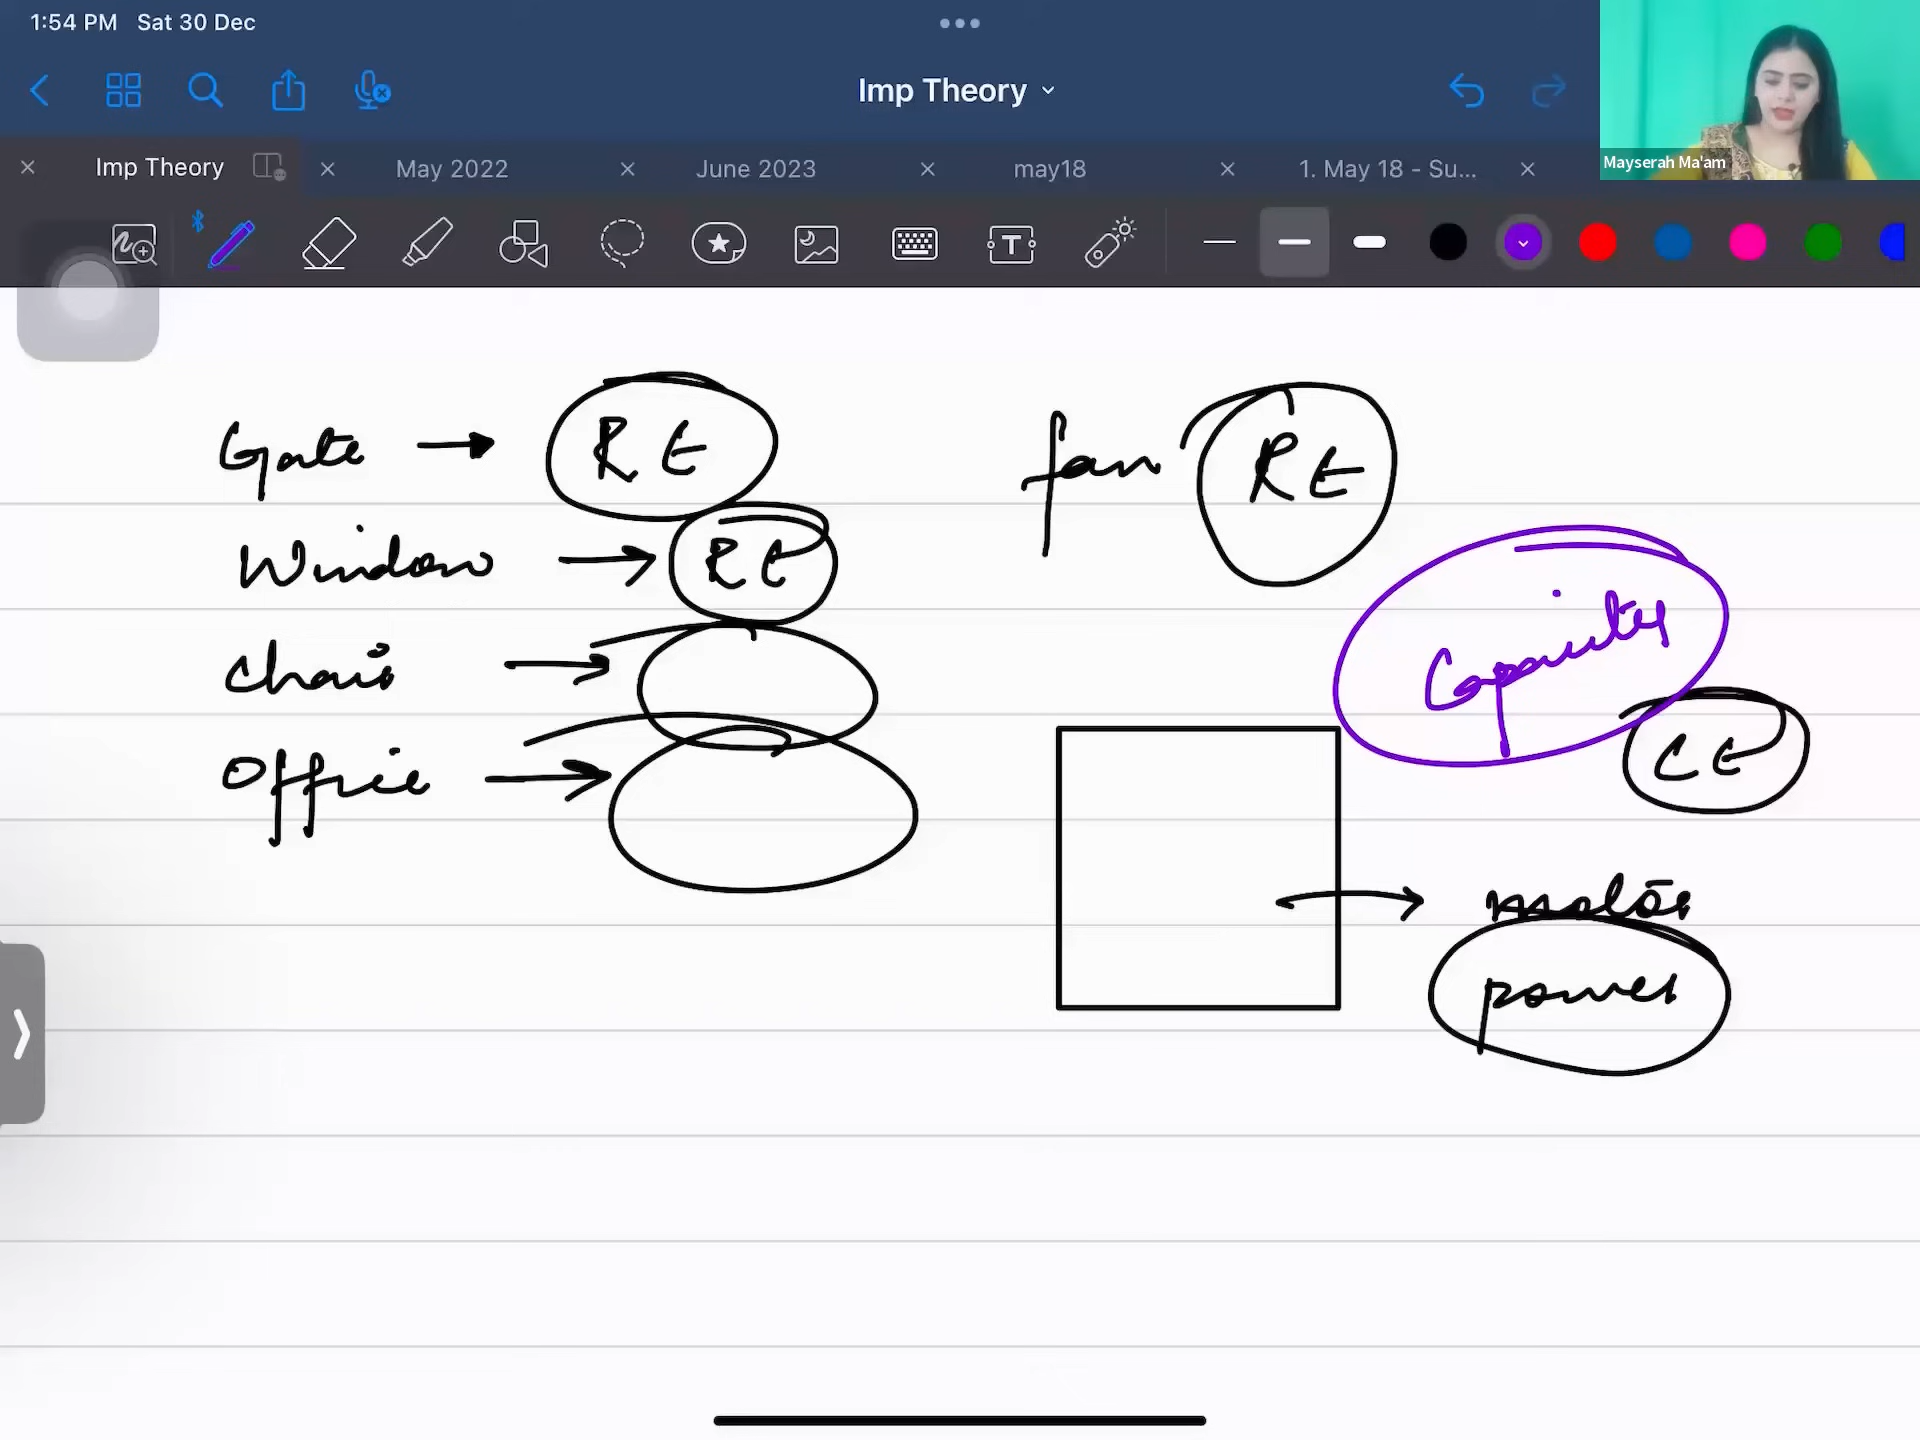 1:54 PM Sat 30 Dec
Imp Theory
Imp Theory
May 2022
June 2023
may18
1. May 18 - Su...
Mayserah Ma'am
T
Gate → RE
fan RE
Window → RE
Capacity
Chair →
CE
Office →
motor
power